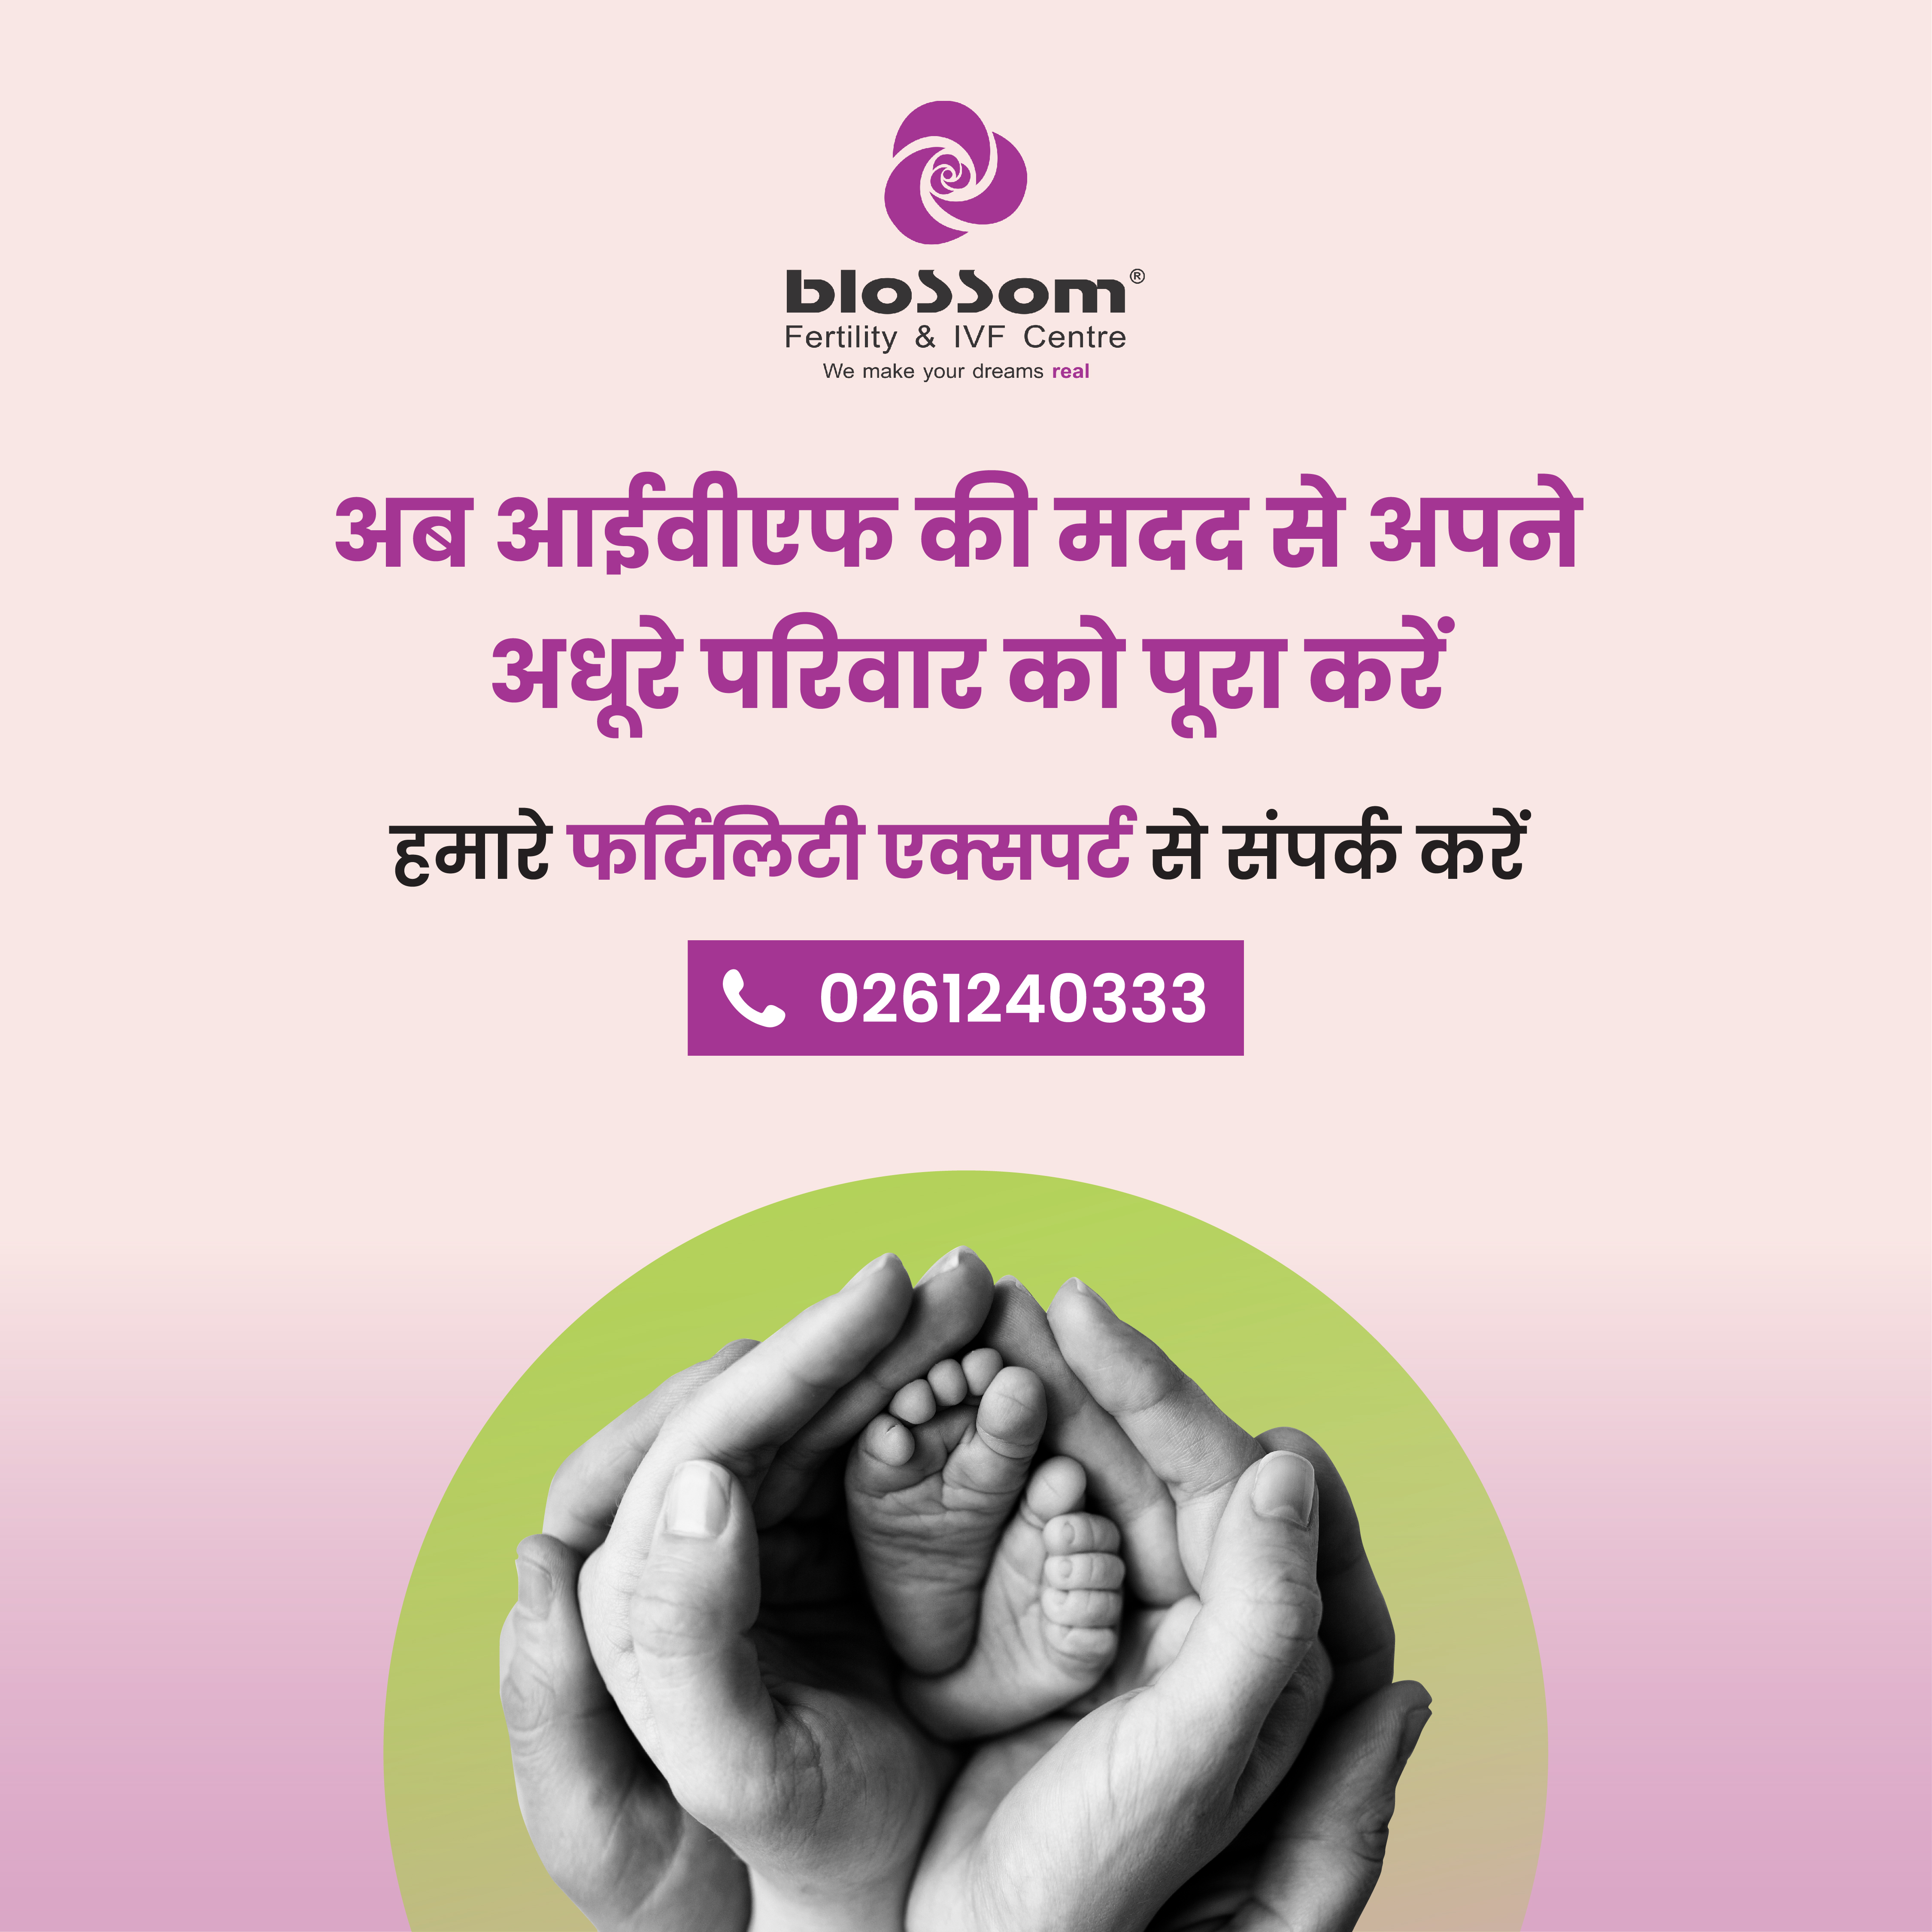 bloSSom®
Fertility & IVF Centre
We make your dreams real
अब आईवीएफ की मदद से अपने
अधूरे परिवार को पूरा करें
हमारे फर्टिलिटी एक्सपर्ट से संपर्क करें
0261240333